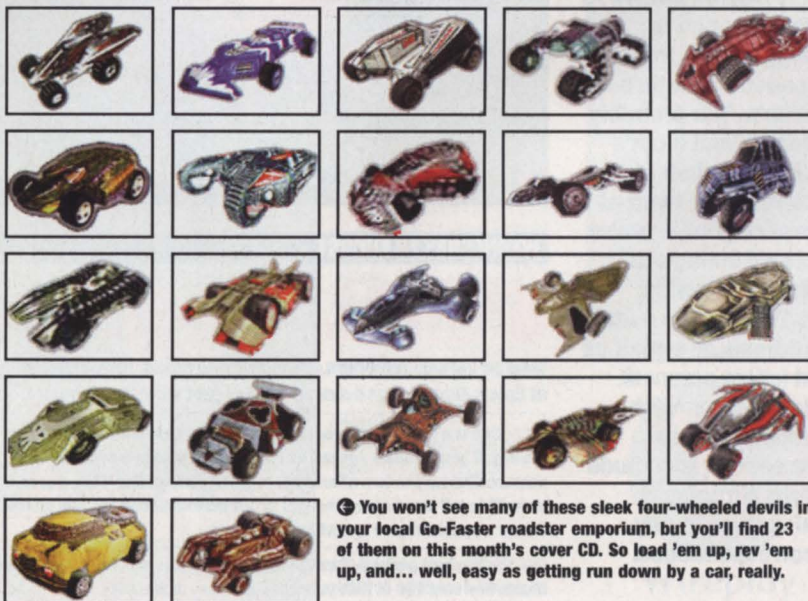 You won't see many of these sleek four-wheeled devils in
your local Go-Faster roadster emporium, but you'll find 23
of them on this month's cover CD. So load 'em up, rev 'em
up, and… well, easy as getting run down by a car, really.